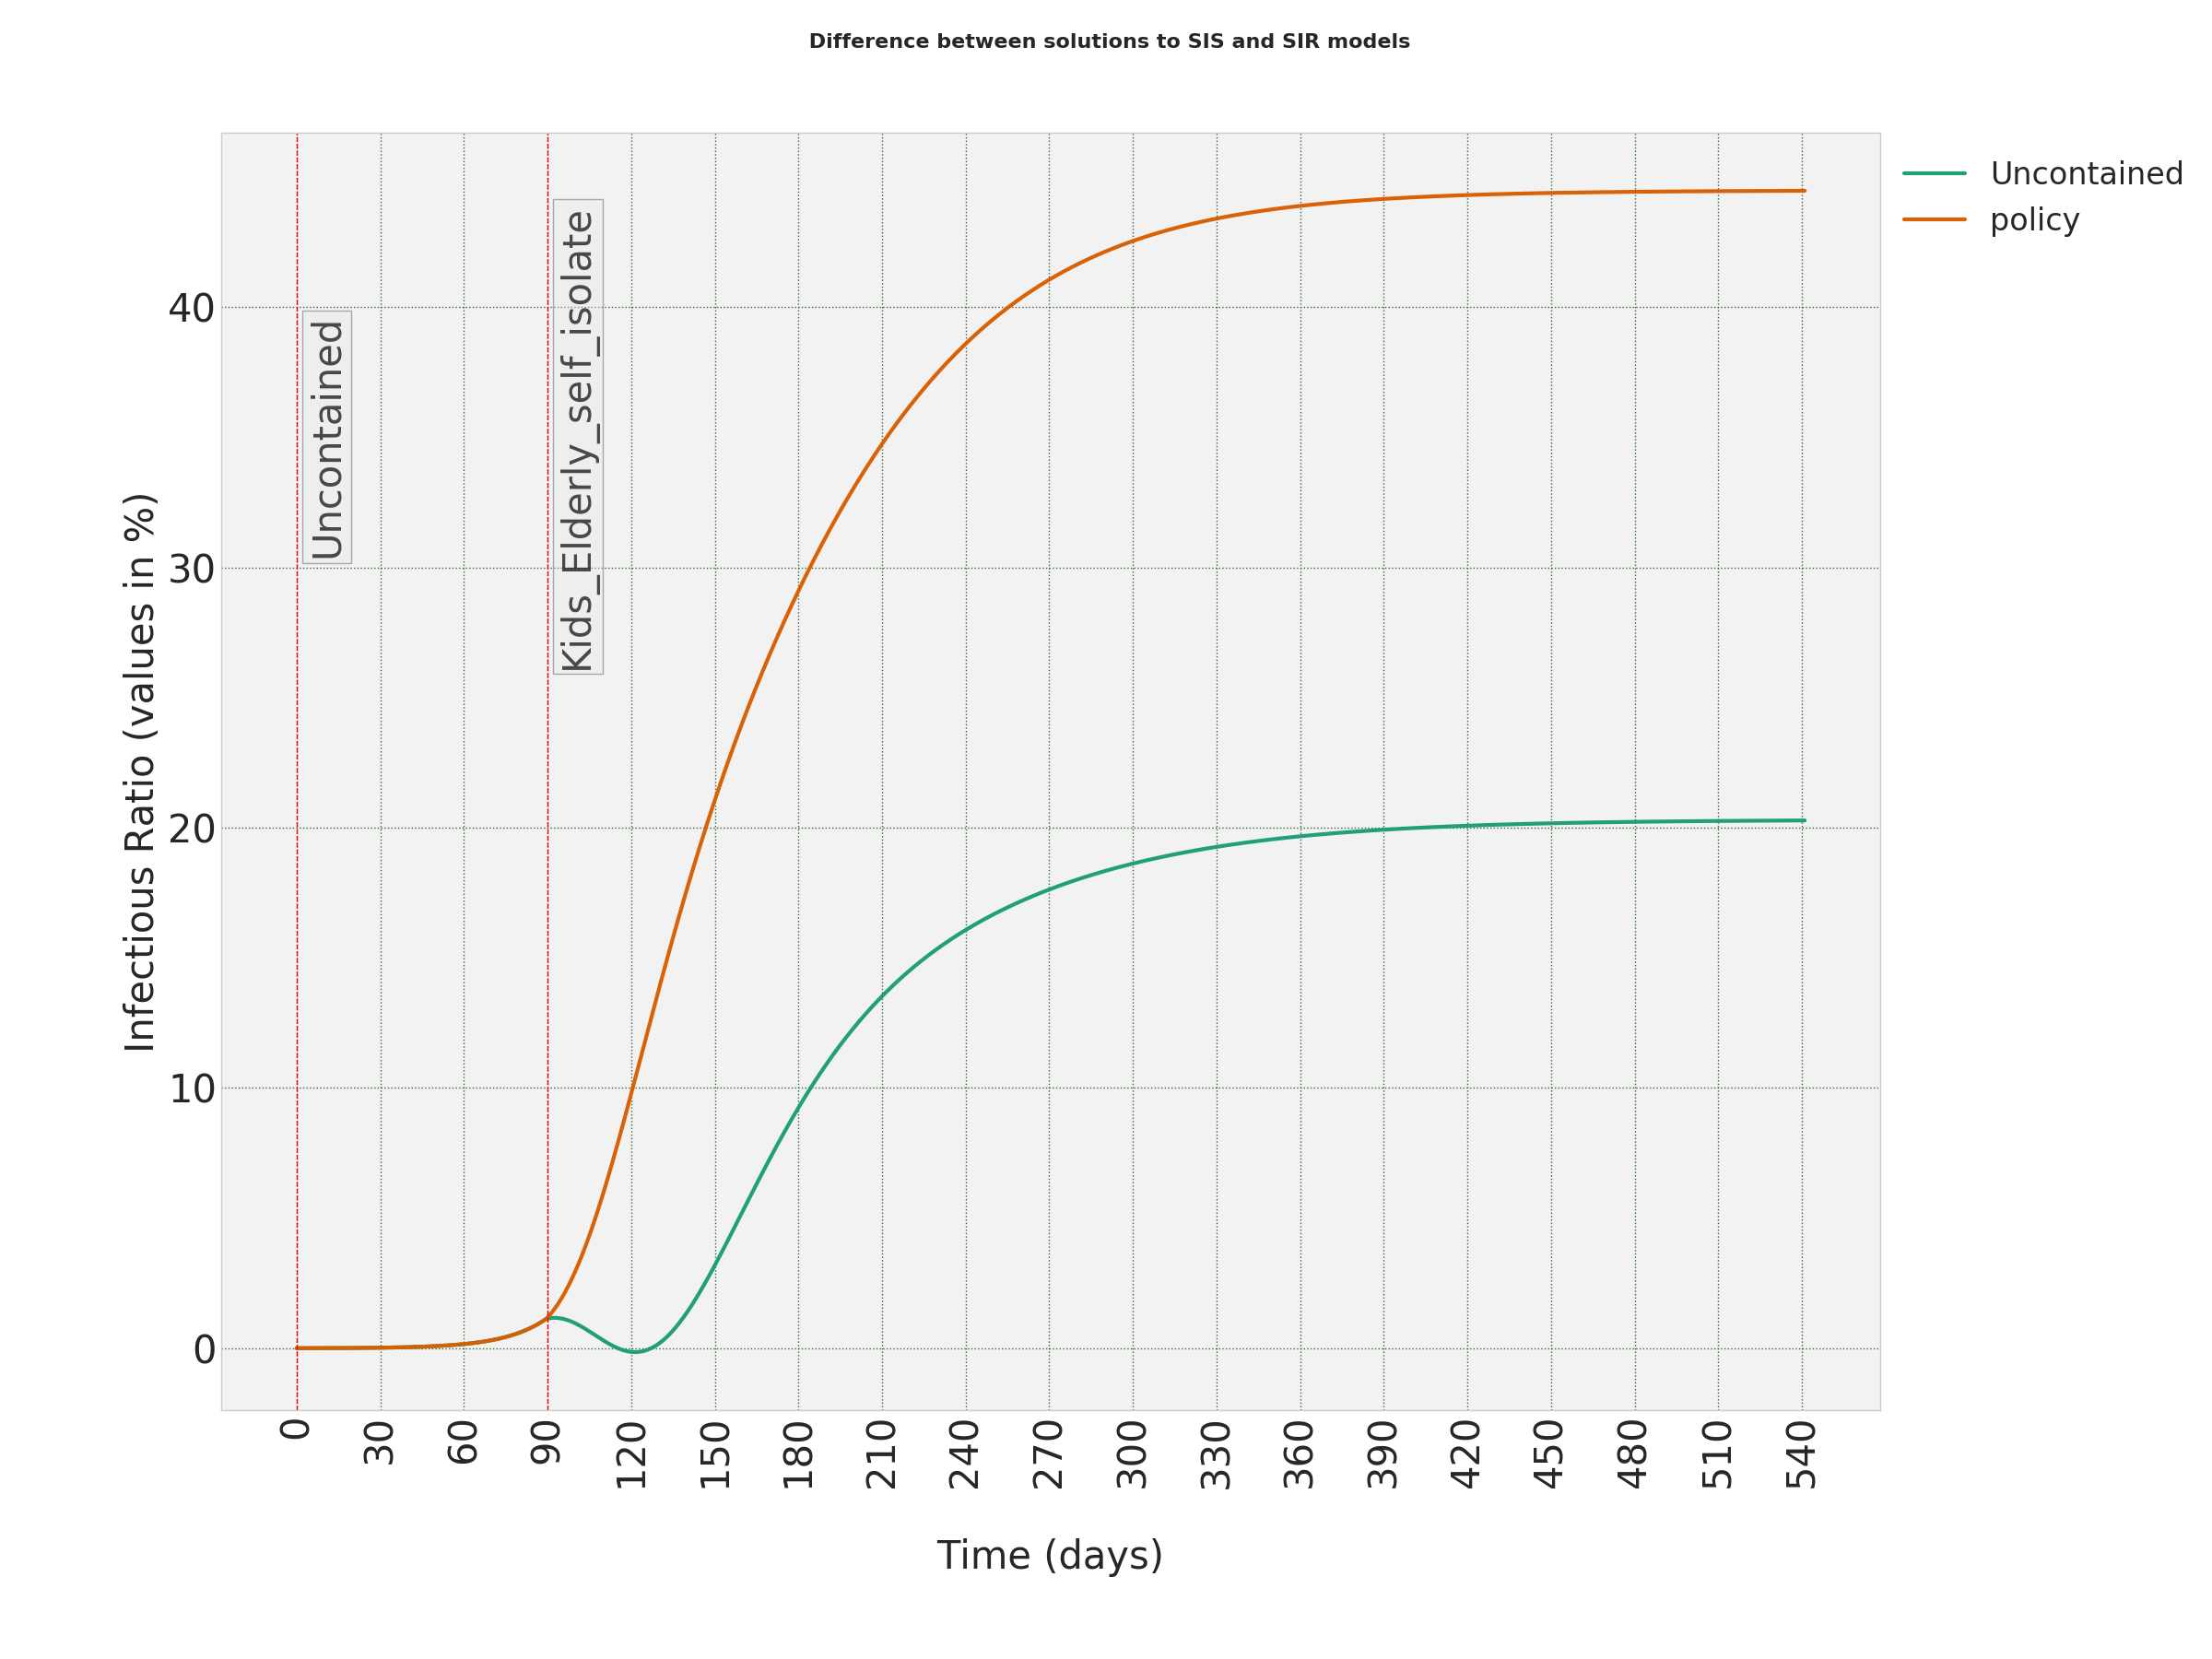 Difference between solutions to SIS and SIR models
Uncontained
policy
Uncontained
Kids_Elderly_self_isolate
Infectious Ratio (values in %)
40
30
20
10
0
0 30 60 90 120 150 180 210 240 270 300 330 360 390 420 450 480 510 540
Time (days)